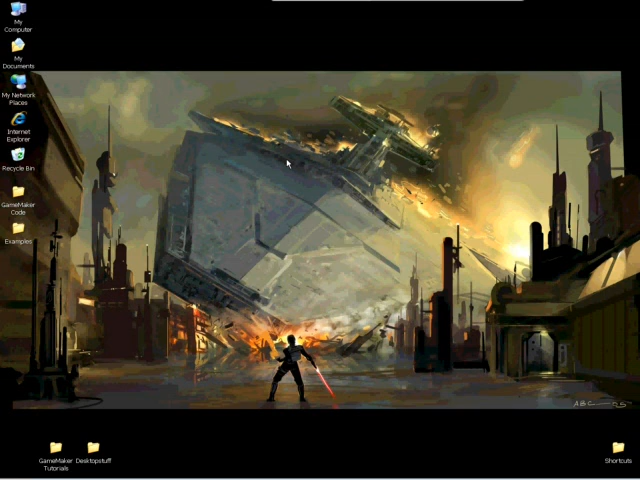 My
Computer
My
Documents
My Network
Places
Internet
Explorer
Recycle Bin
GameMaker
Code
Examples
GameMaker
Tutorials
Desktopstuff
Shortcuts